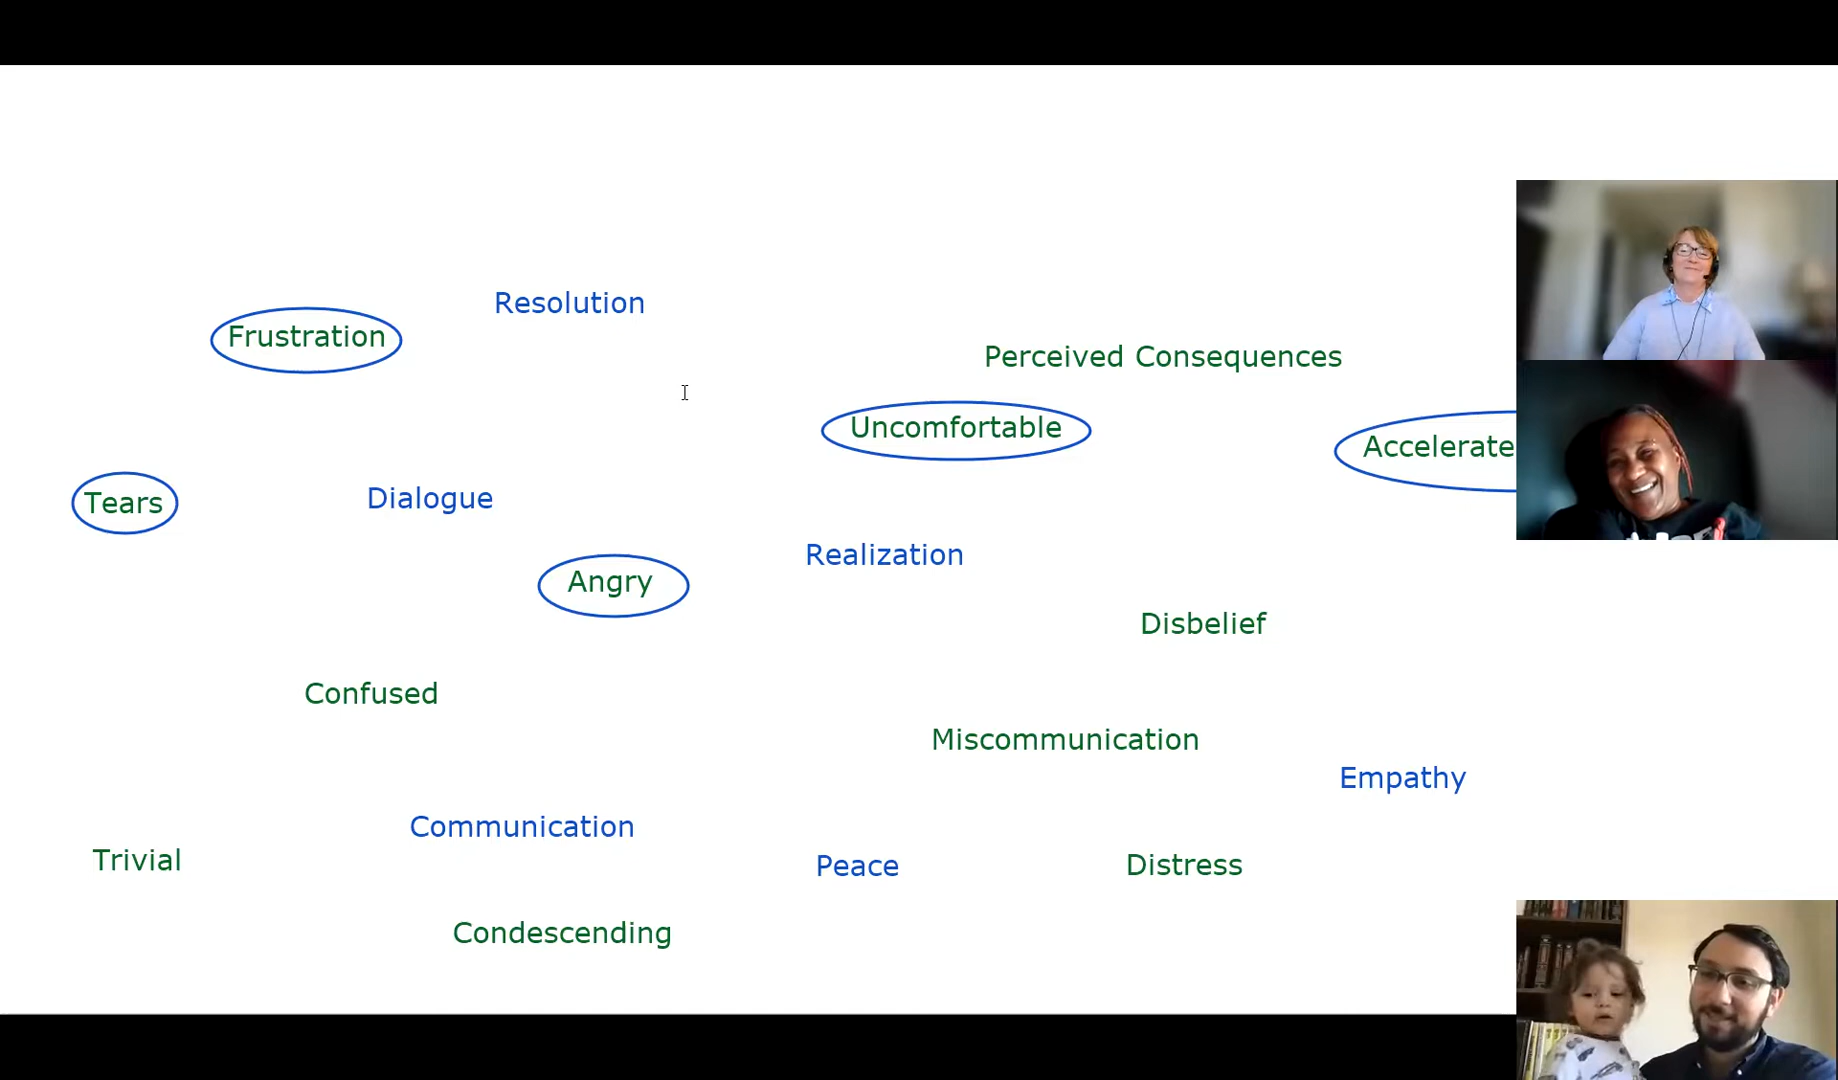 Resolution
Frustration
Perceived Consequences
Uncomfortable
Accelerate
Tears
Dialogue
Realization
Angry
Disbelief
Confused
Miscommunication
Empathy
Communication
Trivial
Peace
Distress
Condescending